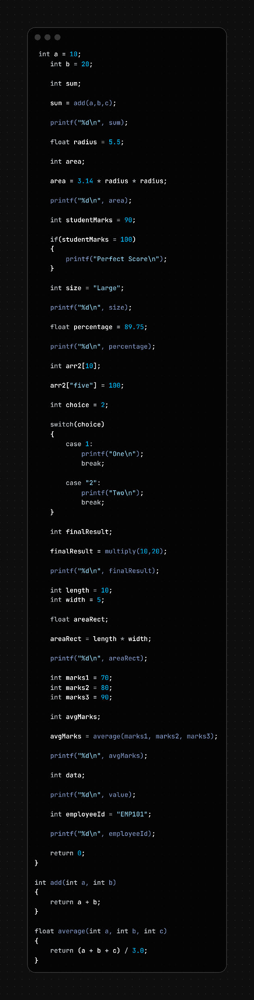 int a = 10;
int b = 20;
int sum;
sum = add(a,b,c);
printf("%d\n", sum);
float radius = 5.5;
int area;
area = 3.14 * radius * radius;
printf("%d\n", area);
int studentMarks = 90;
if(studentMarks = 100)
{
printf("Perfect Score\n");
}
int size = "Large";
printf("%d\n", size);
float percentage = 89.75;
printf("%d\n", percentage);
int arr2[10];
arr2["five"] = 100;
int choice = 2;
switch(choice)
{
case 1:
printf("One\n");
break;
case "2":
printf("Two\n");
break;
}
int finalResult;
finalResult = multiply(10,20);
printf("%d\n", finalResult);
int length = 10;
int width = 5;
float areaRect;
areaRect = length * width;
printf("%d\n", areaRect);
int marks1 = 70;
int marks2 = 80;
int marks3 = 90;
int avgMarks;
avgMarks = average(marks1, marks2, marks3);
printf("%d\n", avgMarks);
int data;
printf("%d\n", value);
int employeeId = "EMP101";
printf("%d\n", employeeId);
return 0;
}
int add(int a, int b)
{
return a + b;
}
float average(int a, int b, int c)
{
return (a + b + c) / 3.0;
}